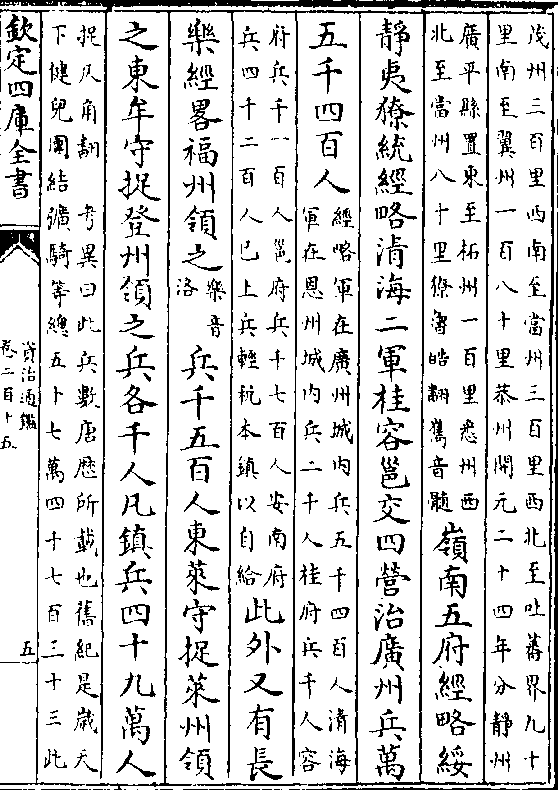 茂州三百里西南至當州三百里西北至吐蕃界九十
里南至翼州一百八十里恭州開元二十四年分靜州
廣平縣置東至柘州一百里悉州西
北至當州八十里獠魯皓翻嶲音髓
嶺南五府經略綏
靜夷獠統經略清海二軍桂容邕交四營治廣州兵萬
五千四百人
經略軍在廣州城内兵五千四百人清海
軍在恩州城内兵二千人桂府兵千人容
府兵千一百人邕府兵千七百人安南府
兵四千二百人已上兵輕税本鎮以自給
此外又有長
樂經畧福州領之
樂音
洛
兵千五百人東萊守捉萊州領
之東牟守捉登州領之兵各千人凡鎮兵四十九萬人
捉仄角翻 考異曰此兵數唐厯所載也舊紀是嵗天
下健兒團結彍騎等總五十七萬四千七百三十三此
欽定四庫全書
資治通鑑
卷二百十五
五